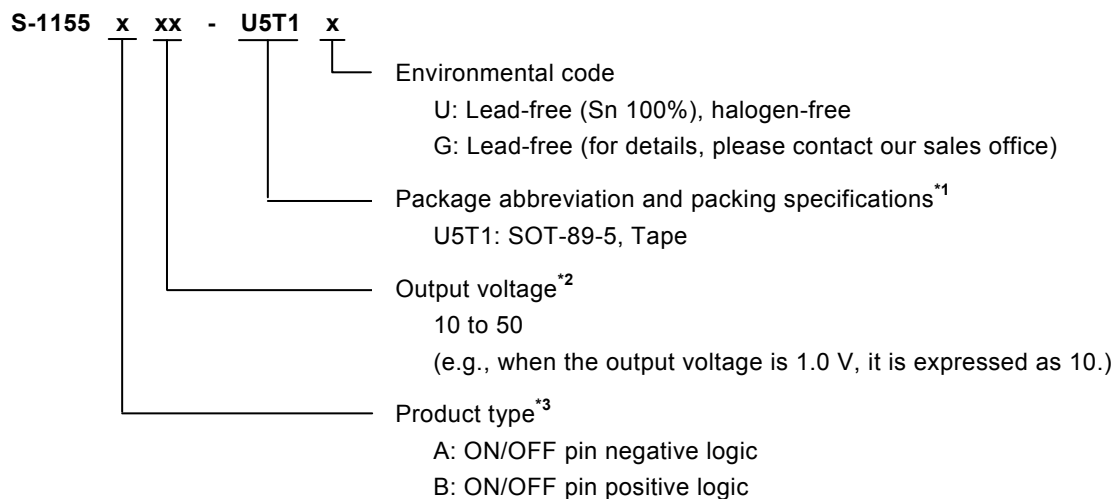 S-1155 x xx - U5T1 x
Environmental code
U: Lead-free (Sn 100%), halogen-free
G: Lead-free (for details, please contact our sales office)
Package abbreviation and packing specifications*1
U5T1: SOT-89-5, Tape
Output voltage*2
10 to 50
(e.g., when the output voltage is 1.0 V, it is expressed as 10.)
Product type*3
A: ON/OFF pin negative logic
B: ON/OFF pin positive logic